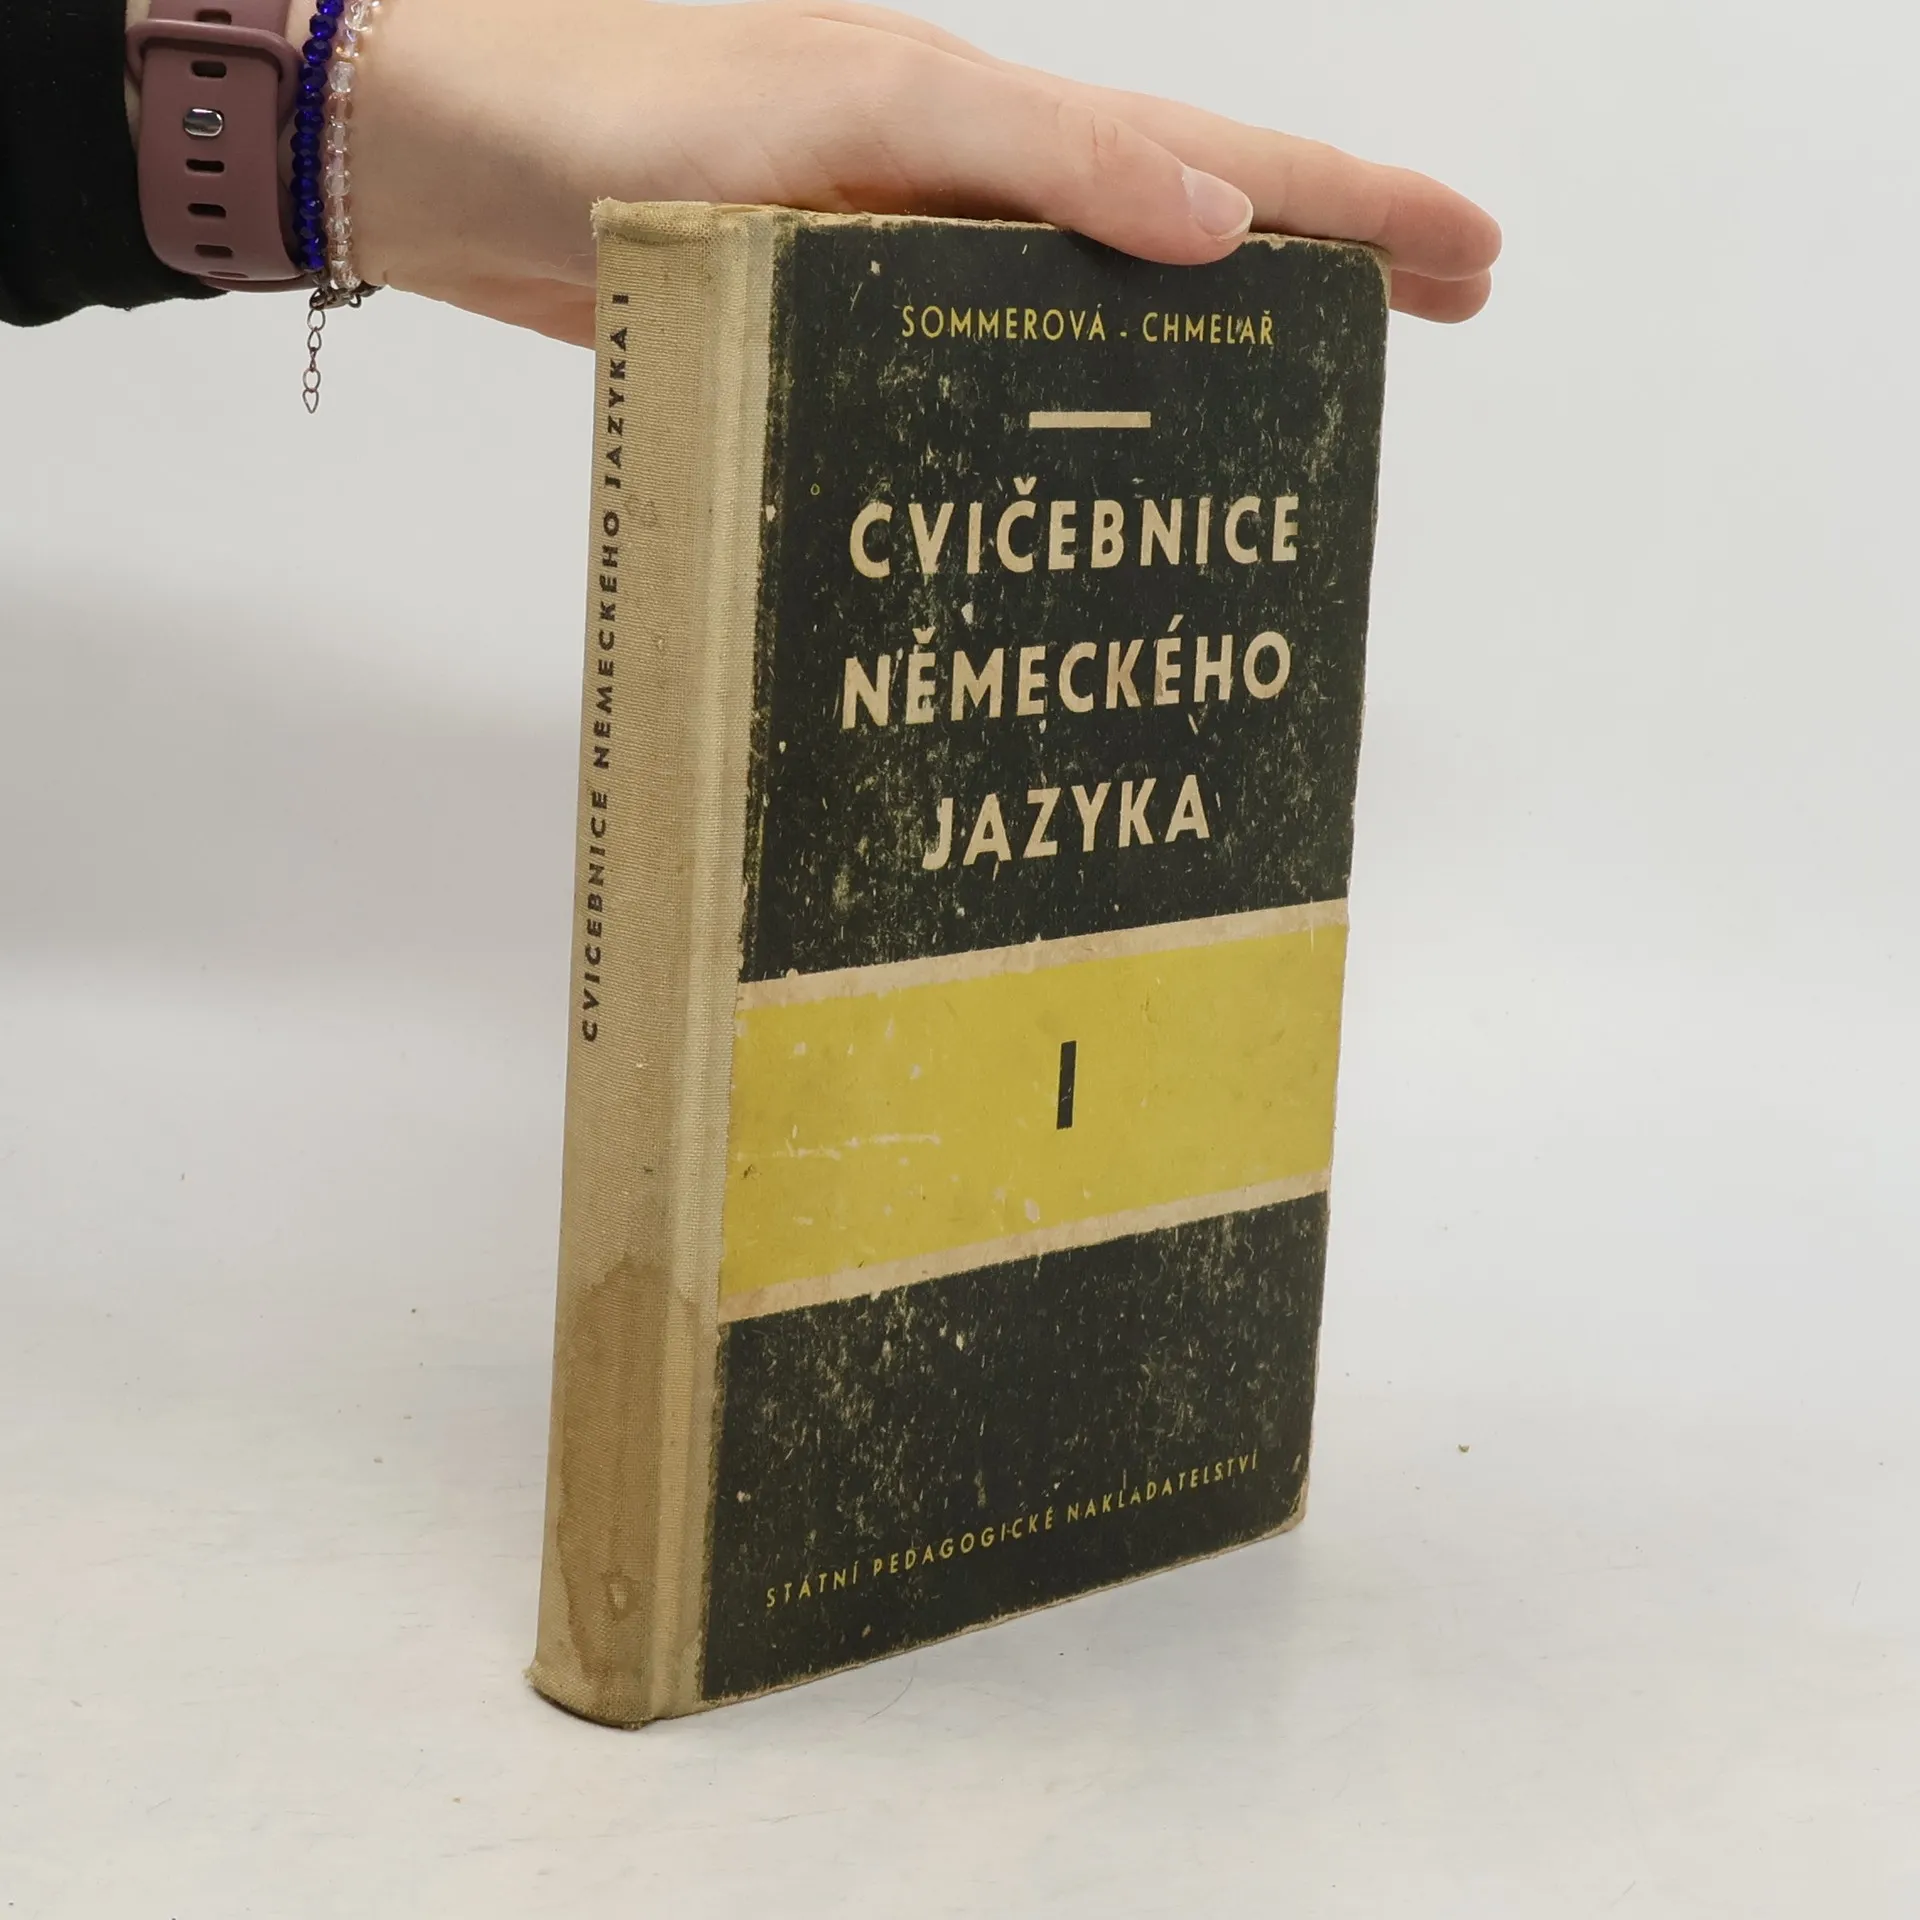 CVIČEBNICE NĚMECKÉHO JAZYKA I
SOMMEROVÁ - CHMELAŘ
CVIČEBNICE
NĚMECKÉHO
JAZYKA
I
STÁTNÍ PEDAGOGICKÉ NAKLADATELSTVÍ